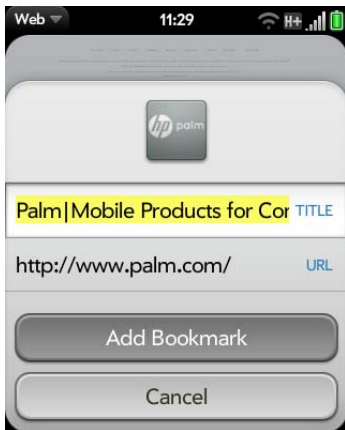 Web 11:29 H+
hp palm
Palm|Mobile Products for Cor TITLE
http://www.palm.com/ URL
Add Bookmark
Cancel